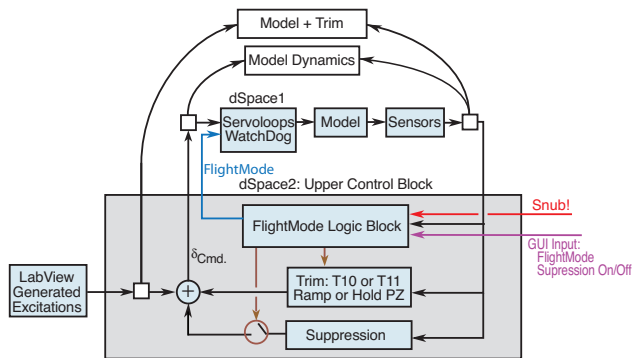 Model + Trim
Model Dynamics
dSpace1
Servoloops
WatchDog
Model
Sensors
FlightMode
dSpace2: Upper Control Block
Snub!
FlightMode Logic Block
GUI Input:
FlightMode
Supression On/Off
δCmd.
LabView
Generated
Excitations
+
Trim: T10 or T11
Ramp or Hold PZ
Suppression